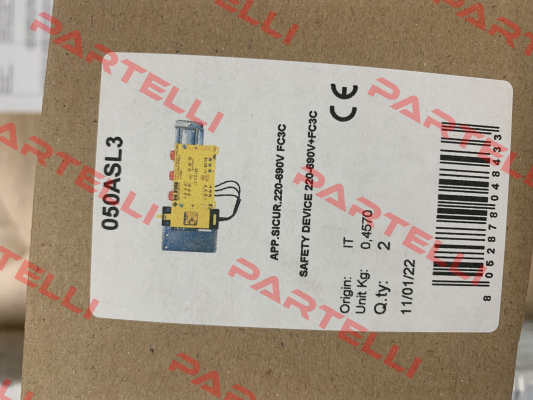 050ASL3
APP.SICUR.220-690V FC3C
SAFETY DEVICE 220-690V+FC3C
Origin: IT
Unit Kg: 0,4570
Q.ty: 2
11/01/22
CE
8 052878 048433
PARTELLI
PARTELLI
PARTELLI
PARTELLI
PARTELLI
PARTELLI
PARTELLI